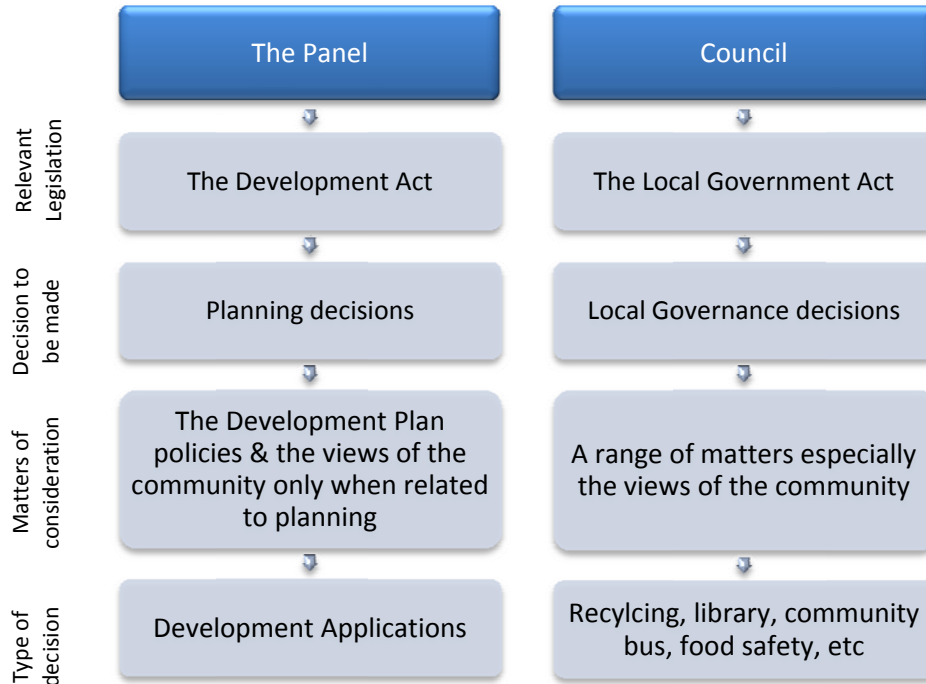 The Panel
Council
Relevant
Legislation
The Development Act
The Local Government Act
Decision to
be made
Planning decisions
Local Governance decisions
Matters of
consideration
The Development Plan
policies & the views of the
community only when related
to planning
A range of matters especially
the views of the community
Type of
decision
Development Applications
Recylcing, library, community
bus, food safety, etc